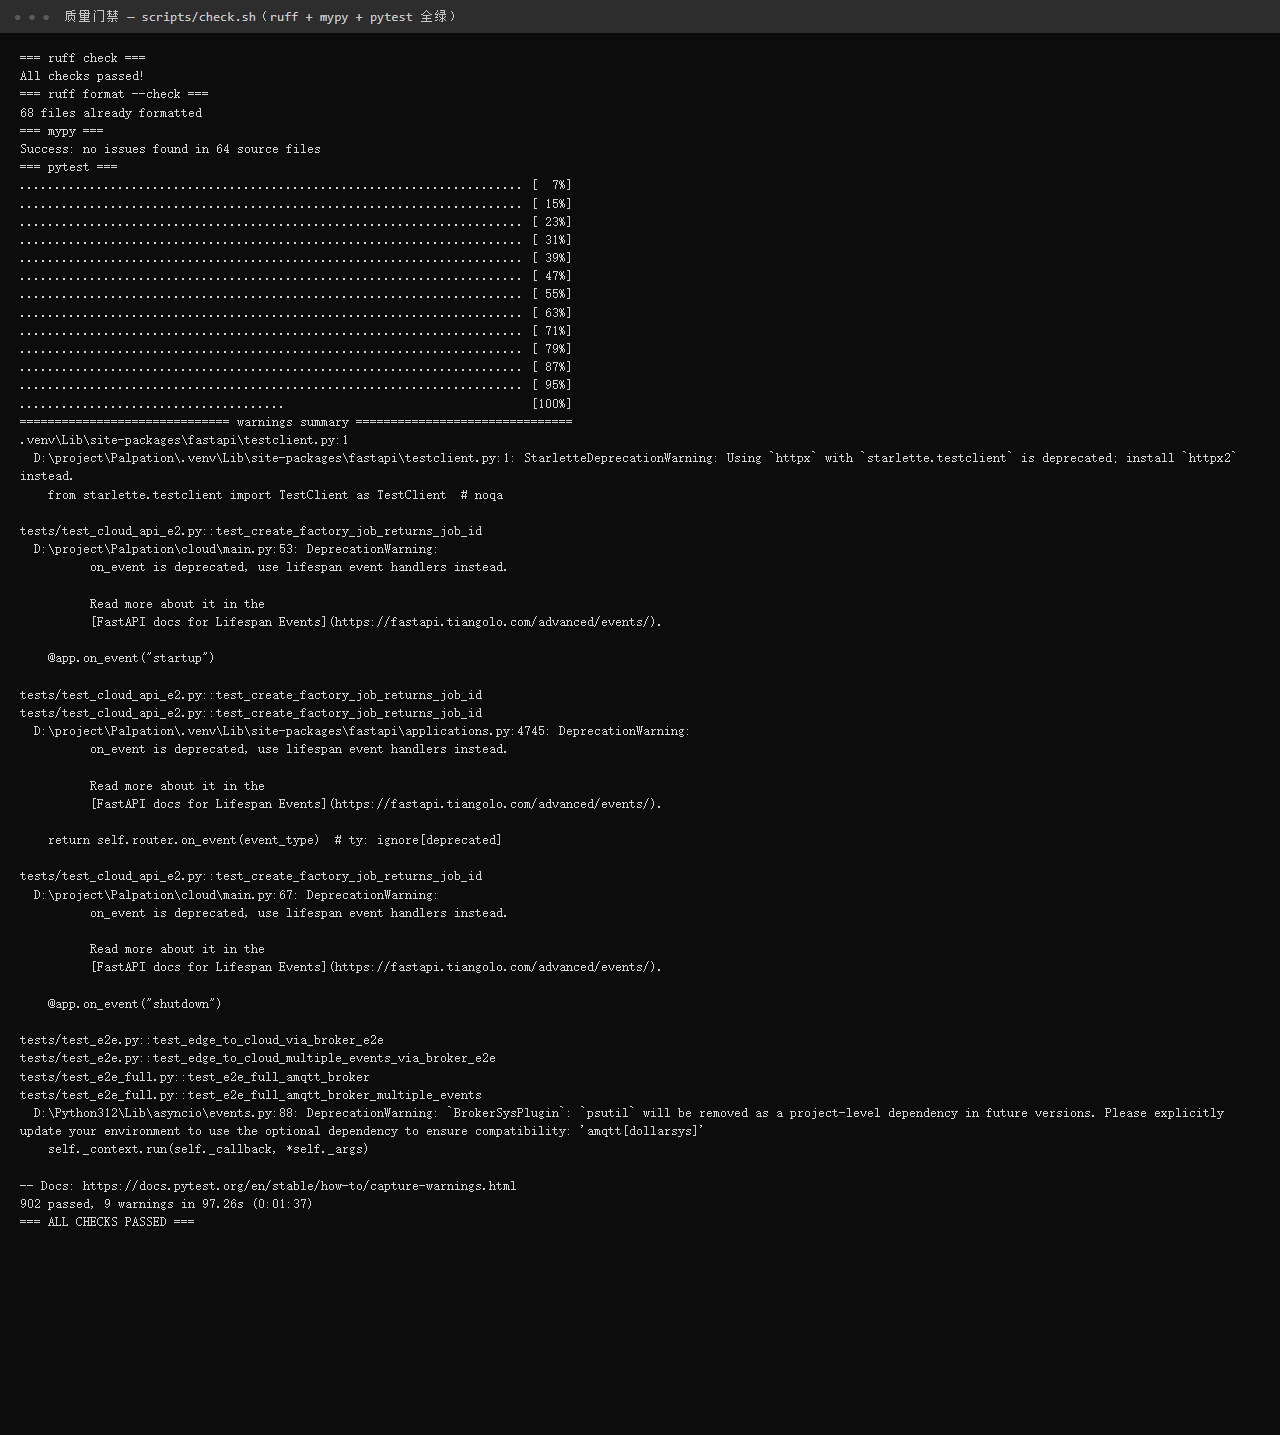 质量门禁 — scripts/check.sh（ruff + mypy + pytest 全绿）
=== ruff check ===
All checks passed!
=== ruff format --check ===
68 files already formatted
=== mypy ===
Success: no issues found in 64 source files
=== pytest ===
........................................................................ [  7%]
........................................................................ [ 15%]
........................................................................ [ 23%]
........................................................................ [ 31%]
........................................................................ [ 39%]
........................................................................ [ 47%]
........................................................................ [ 55%]
........................................................................ [ 63%]
........................................................................ [ 71%]
........................................................................ [ 79%]
........................................................................ [ 87%]
........................................................................ [ 95%]
......................................                                   [100%]
============================== warnings summary ===============================
.venv\Lib\site-packages\fastapi\testclient.py:1
  D:\project\Palpation\.venv\Lib\site-packages\fastapi\testclient.py:1: StarletteDeprecationWarning: Using `httpx` with `starlette.testclient` is deprecated; install `httpx2`
instead.
    from starlette.testclient import TestClient as TestClient  # noqa

tests/test_cloud_api_e2.py::test_create_factory_job_returns_job_id
  D:\project\Palpation\cloud\main.py:53: DeprecationWarning:
          on_event is deprecated, use lifespan event handlers instead.

          Read more about it in the
          [FastAPI docs for Lifespan Events](https://fastapi.tiangolo.com/advanced/events/).

    @app.on_event("startup")

tests/test_cloud_api_e2.py::test_create_factory_job_returns_job_id
tests/test_cloud_api_e2.py::test_create_factory_job_returns_job_id
  D:\project\Palpation\.venv\Lib\site-packages\fastapi\applications.py:4745: DeprecationWarning:
          on_event is deprecated, use lifespan event handlers instead.

          Read more about it in the
          [FastAPI docs for Lifespan Events](https://fastapi.tiangolo.com/advanced/events/).

    return self.router.on_event(event_type)  # ty: ignore[deprecated]

tests/test_cloud_api_e2.py::test_create_factory_job_returns_job_id
  D:\project\Palpation\cloud\main.py:67: DeprecationWarning:
          on_event is deprecated, use lifespan event handlers instead.

          Read more about it in the
          [FastAPI docs for Lifespan Events](https://fastapi.tiangolo.com/advanced/events/).

    @app.on_event("shutdown")

tests/test_e2e.py::test_edge_to_cloud_via_broker_e2e
tests/test_e2e.py::test_edge_to_cloud_multiple_events_via_broker_e2e
tests/test_e2e_full.py::test_e2e_full_amqtt_broker
tests/test_e2e_full.py::test_e2e_full_amqtt_broker_multiple_events
  D:\Python312\Lib\asyncio\events.py:88: DeprecationWarning: `BrokerSysPlugin`: `psutil` will be removed as a project-level dependency in future versions. Please explicitly
update your environment to use the optional dependency to ensure compatibility: 'amqtt[dollarsys]'
    self._context.run(self._callback, *self._args)

-- Docs: https://docs.pytest.org/en/stable/how-to/capture-warnings.html
902 passed, 9 warnings in 97.26s (0:01:37)
=== ALL CHECKS PASSED ===